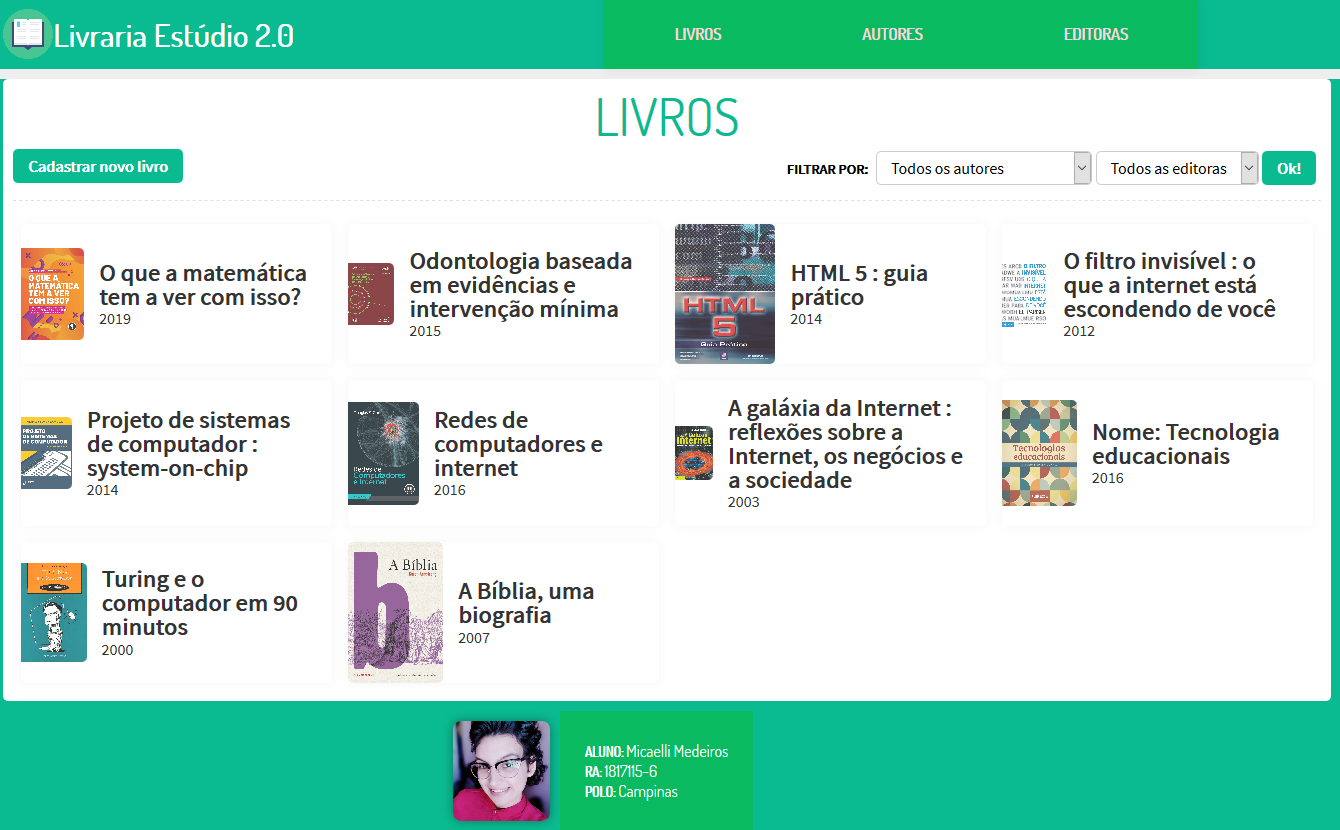 Livraria Estúdio 2.0
LIVROS
AUTORES
EDITORAS
LIVROS
Cadastrar novo livro
FILTRAR POR:
Todos os autores
Todos as editoras
Ok!
O QUE A
MATEMÁTICA
TEM A VER
COM ISSO?
O que a matemática
tem a ver com isso?
2019
Odontologia baseada
em evidências e
intervenção mínima
2015
HTML
5
Guia Prático
HTML 5 : guia
prático
2014
O filtro invisível : o
que a internet está
escondendo de você
2012
PROJETO
DE SISTEMAS
DE COMPUTADOR
Projeto de sistemas
de computador :
system-on-chip
2014
Redes de
Computadores
e Internet
Redes de
computadores e
internet
2016
internet
A galáxia da Internet :
reflexões sobre a
Internet, os negócios e
a sociedade
2003
Tecnologias
educacionais
Nome: Tecnologia
educacionais
2016
Turing e o
computador em 90
minutos
2000
A Bíblia
b
A Bíblia, uma
biografia
2007
ALUNO: Micaelli Medeiros
RA: 1817115-6
POLO: Campinas